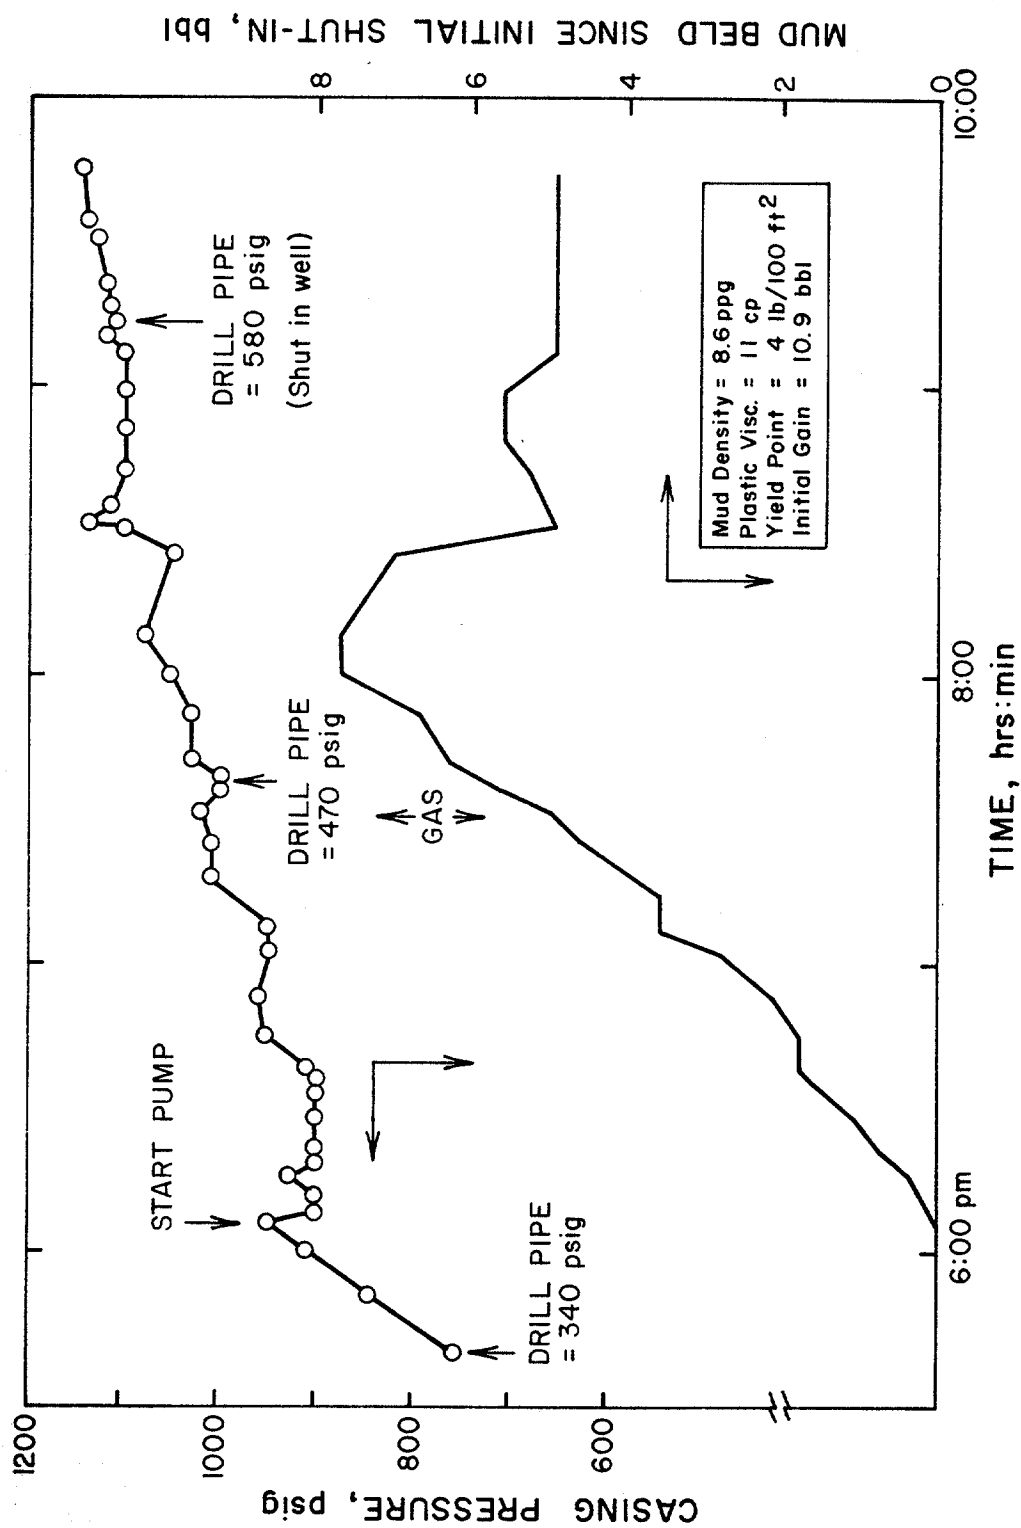 CASING PRESSURE, psig
1200
1000
800
600
START PUMP
DRILL PIPE
= 340 psig
DRILL PIPE
= 470 psig
GAS
DRILL PIPE
= 580 psig
(Shut in well)
Mud Density = 8.6 ppg
Plastic Visc. = 11 cp
Yield Point = 4 lb/100 ft²
Initial Gain = 10.9 bbl
6:00 pm
8:00
10:00
TIME, hrs:min
8
6
4
2
0
MUD BELD SINCE INITIAL SHUT-IN, bbl